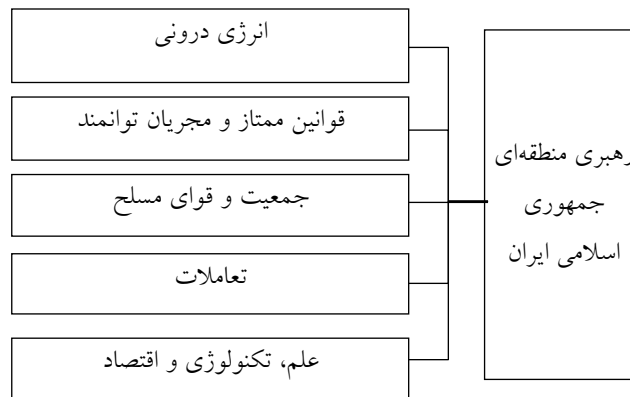 انرژی درونی
قوانین ممتاز و مجریان توانمند
جمعیت و قوای مسلح
تعاملات
علم، تکنولوژی و اقتصاد
رهبری منطقه‌ای
جمهوری
اسلامی ایران